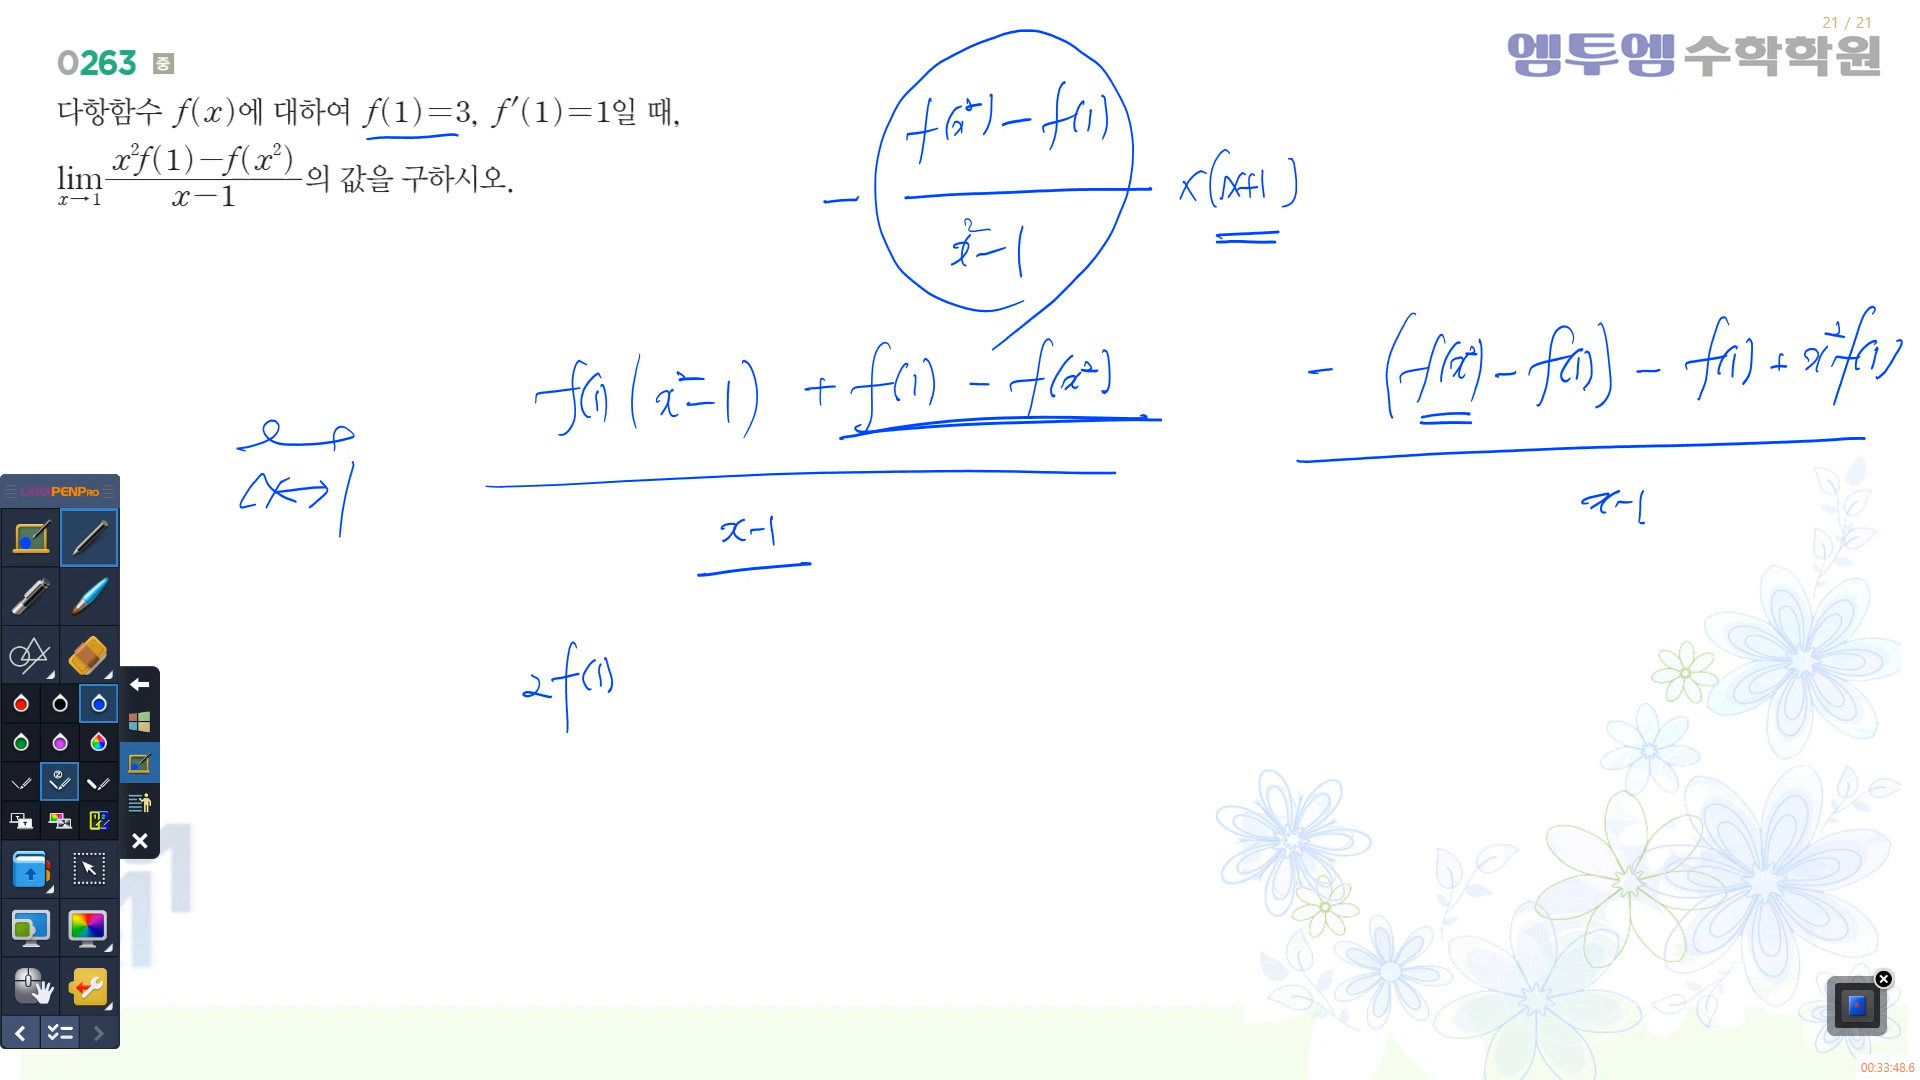 21 / 21
엠투엠 수학학원
0263 중
다항함수 f(x)에 대하여 f(1)=3, f′(1)=1일 때,
lim x→1 (x²f(1)−f(x²))/(x−1) 의 값을 구하시오.
− (f(x²) − f(1))/(x²−1) × (x+1)
lim x→1 (f(1)(x²−1) + f(1) − f(x²))/(x−1)
(−(f(x²) − f(1)) − f(1) + x²f(1))/(x−1)
2f(1)
CARAPENPRO
00:33:48.6